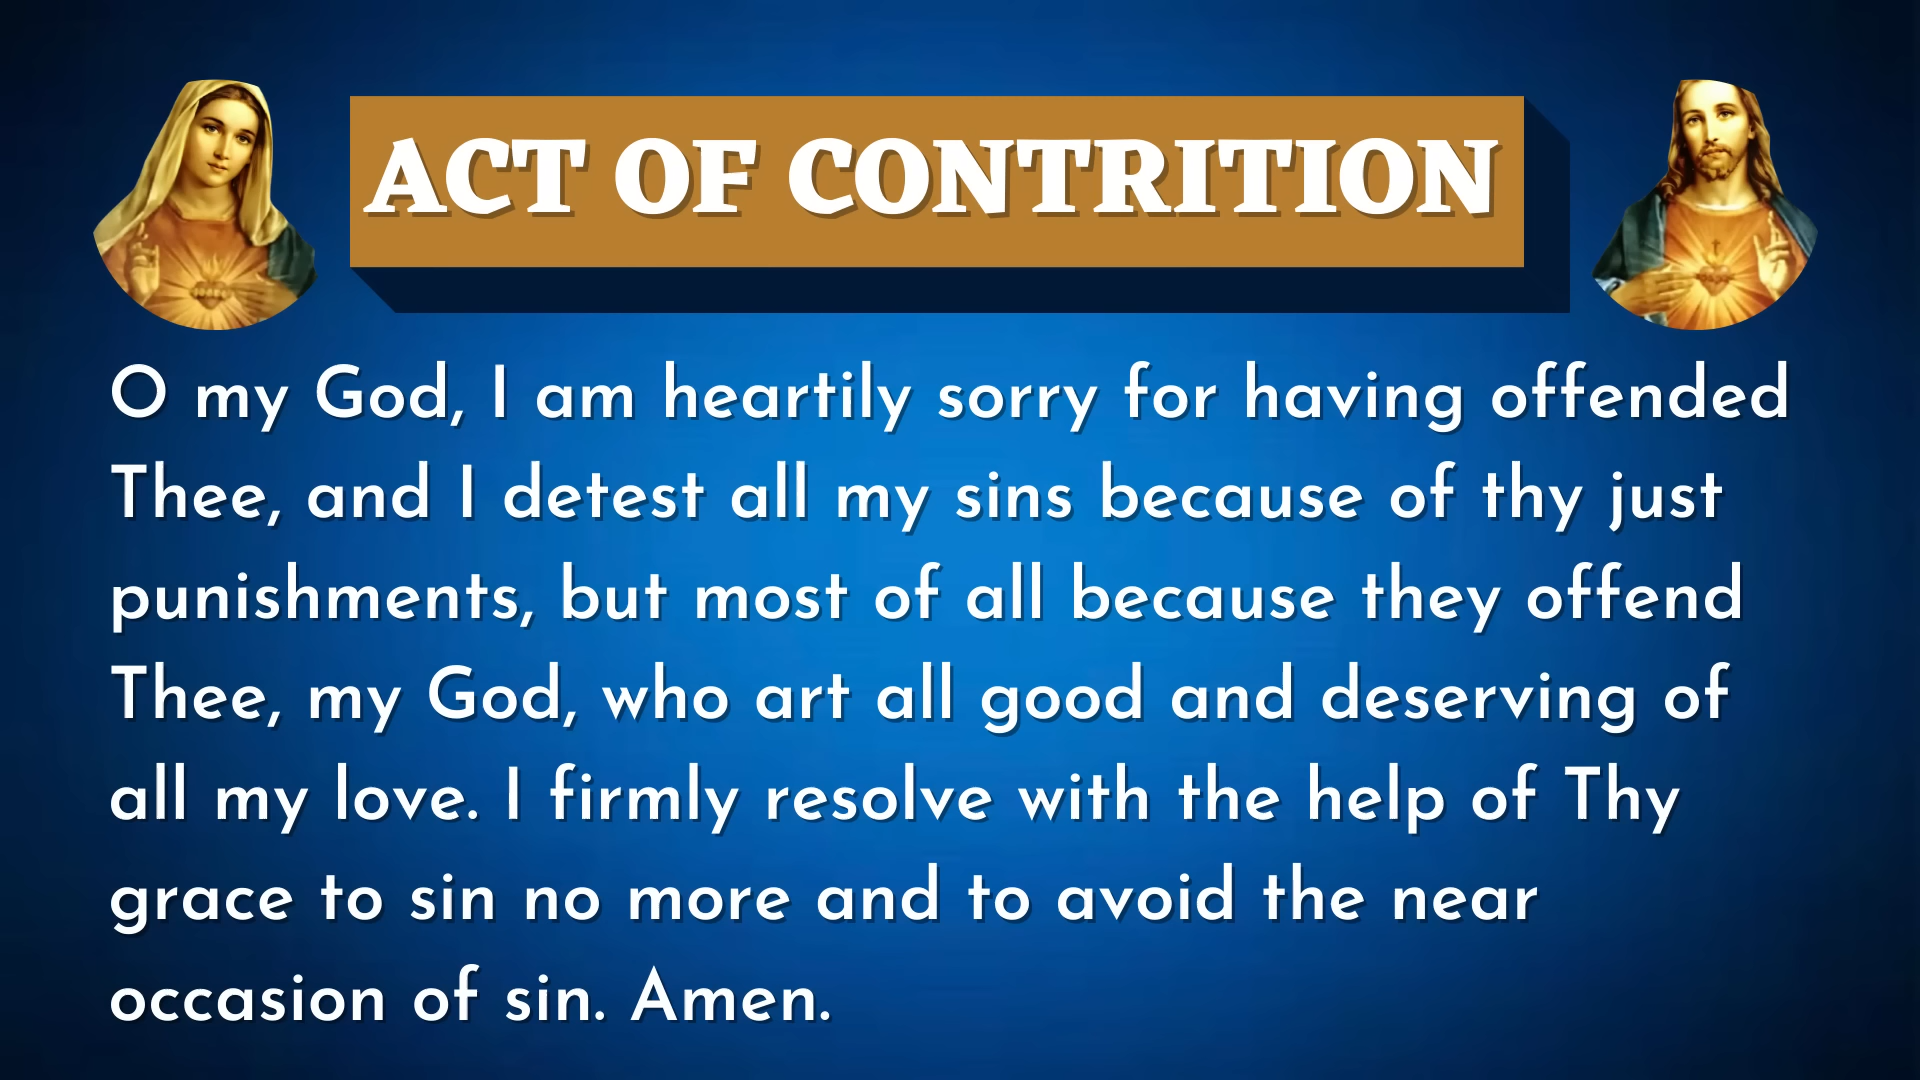 ACT OF CONTRITION
O my God, I am heartily sorry for having offended
Thee, and I detest all my sins because of thy just
punishments, but most of all because they offend
Thee, my God, who art all good and deserving of
all my love. I firmly resolve with the help of Thy
grace to sin no more and to avoid the near
occasion of sin. Amen.